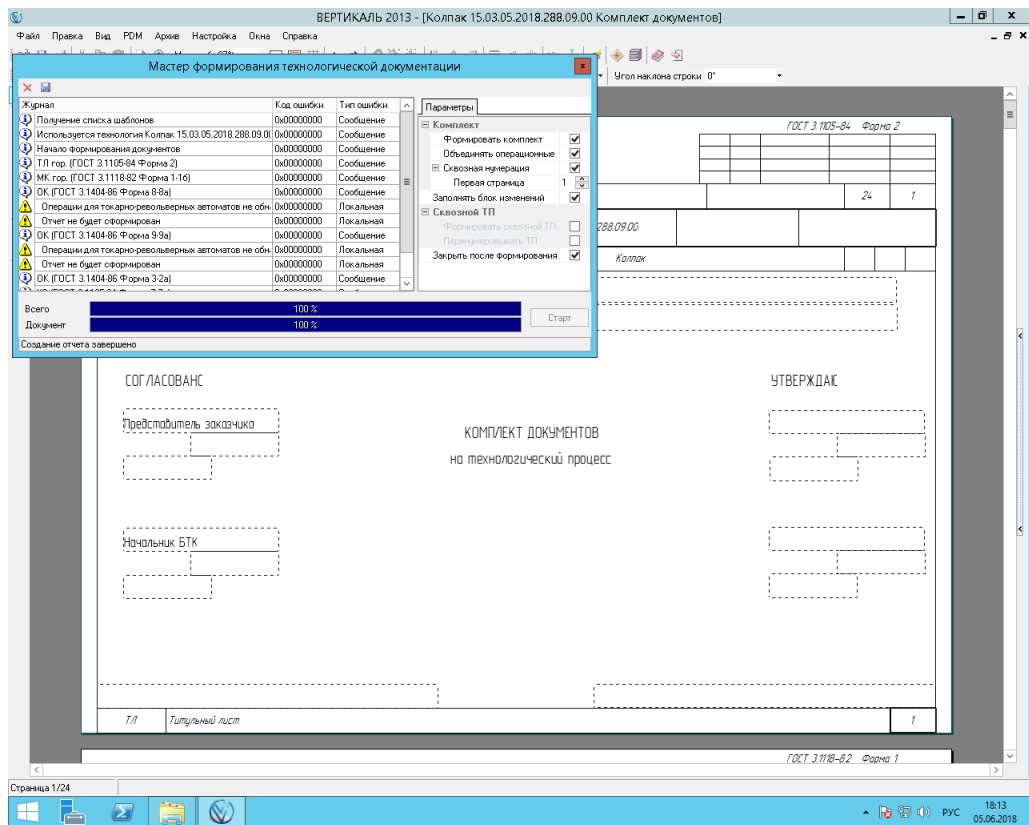 ВЕРТИКАЛЬ 2013 - [Колпак 15.03.05.2018.288.09.00 Комплект документов]
Файл Правка Вид PDM Архив Настройка Окна Справка
Мастер формирования технологической документации
Угол наклона строки 0°
Журнал Код ошибки Тип ошибки
Получение списка шаблонов 0x00000000 Сообщение
Используется технология Колпак 15.03.05.2018.288.09.0( 0x00000000 Сообщение
Начало формирования документов 0x00000000 Сообщение
ТЛ гор. (ГОСТ 3.1105-84 Форма 2) 0x00000000 Сообщение
МК гор. (ГОСТ 3.1118-82 Форма 1-1б) 0x00000000 Сообщение
ОК (ГОСТ 3.1404-86 Форма 8-8а) 0x00000000 Сообщение
Операции для токарно-револьверных автоматов не обн 0x00000000 Локальная
Отчет не будет сформирован 0x00000000 Локальная
ОК (ГОСТ 3.1404-86 Форма 9-9а) 0x00000000 Сообщение
Операции для токарно-револьверных автоматов не обн 0x00000000 Локальная
Отчет не будет сформирован 0x00000000 Локальная
ОК (ГОСТ 3.1404-86 Форма 3-2а) 0x00000000 Сообщение
Параметры
Комплект
Формировать комплект
Объединять операционные
Сквозная нумерация
Первая страница 1
Заполнять блок изменений
Сквозной ТП
Формировать сквозной ТП
Перенумеровывать ТП
Закрыть после формирования
Всего 100 %
Документ 100 %
Старт
Создание отчета завершено
ГОСТ 3.1105-84 Форма 2
24 1
288.09.00
Колпак
СОГЛАСОВАНС
УТВЕРЖДАЮ
Представитель заказчика
КОМПЛЕКТ ДОКУМЕНТОВ
на технологический процесс
Начальник БТК
ТЛ Титульный лист 1
ГОСТ 3.1118-82 Форма 1
Страница 1/24
РУС
18:13
05.06.2018